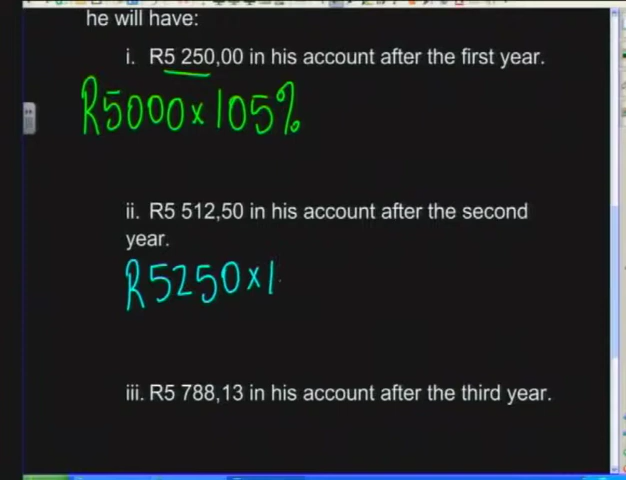 he will have:
i. R5 250,00 in his account after the first year.
R5000×105%
ii. R5 512,50 in his account after the second
year.
R5250×1
iii. R5 788,13 in his account after the third year.